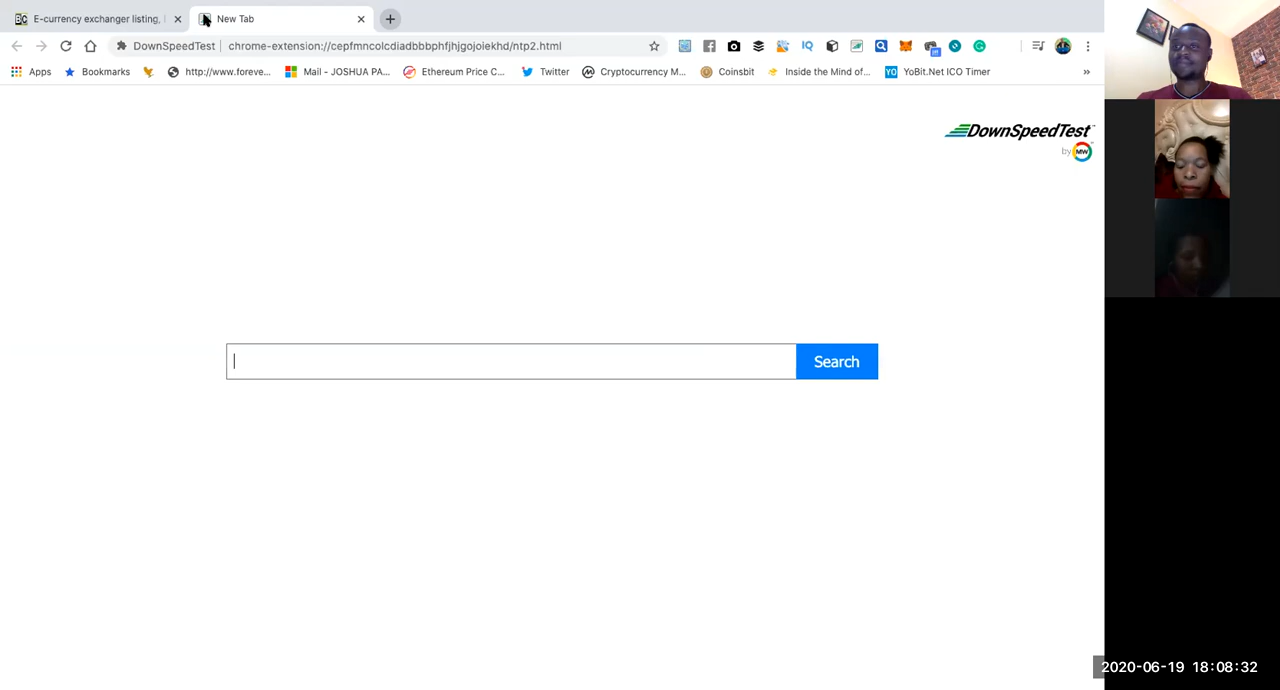 E-currency exchanger listing,
New Tab
DownSpeedTest
chrome-extension://cepfmncolcdiadbbbphfjhjgojoiekhd/ntp2.html
Apps
Bookmarks
http://www.foreve...
Mail - JOSHUA PA...
Ethereum Price C...
Twitter
Cryptocurrency M...
Coinsbit
Inside the Mind of...
YoBit.Net ICO Timer
DownSpeedTest™
by MW
Search
2020-06-19 18:08:32